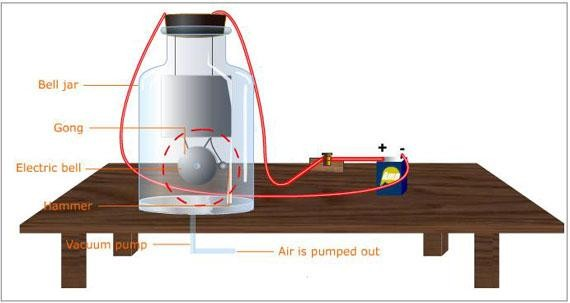 Bell jar
Gong
Electric bell
Hammer
Vacuum pump
Air is pumped out
+ -